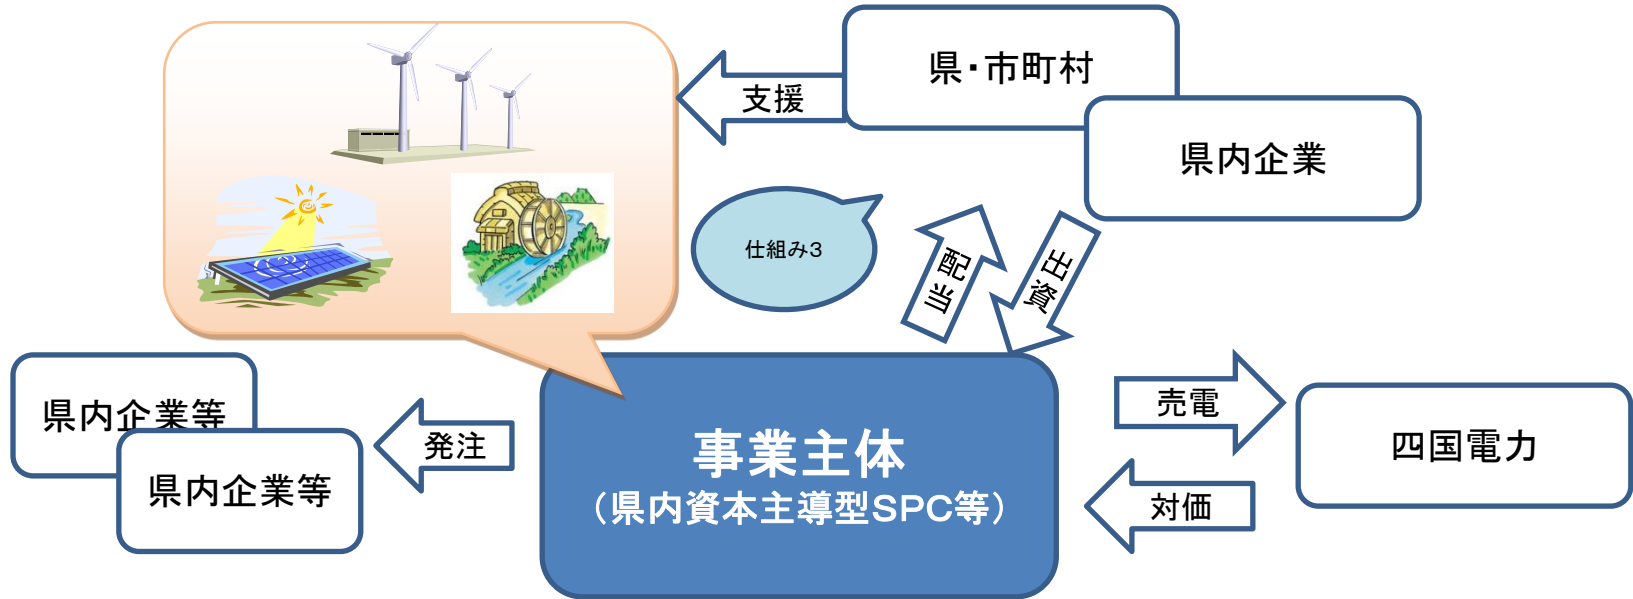 県・市町村
支援
県内企業
仕組み3
配当
出資
県内企業等
県内企業等
発注
事業主体
(県内資本主導型SPC等)
売電
対価
四国電力